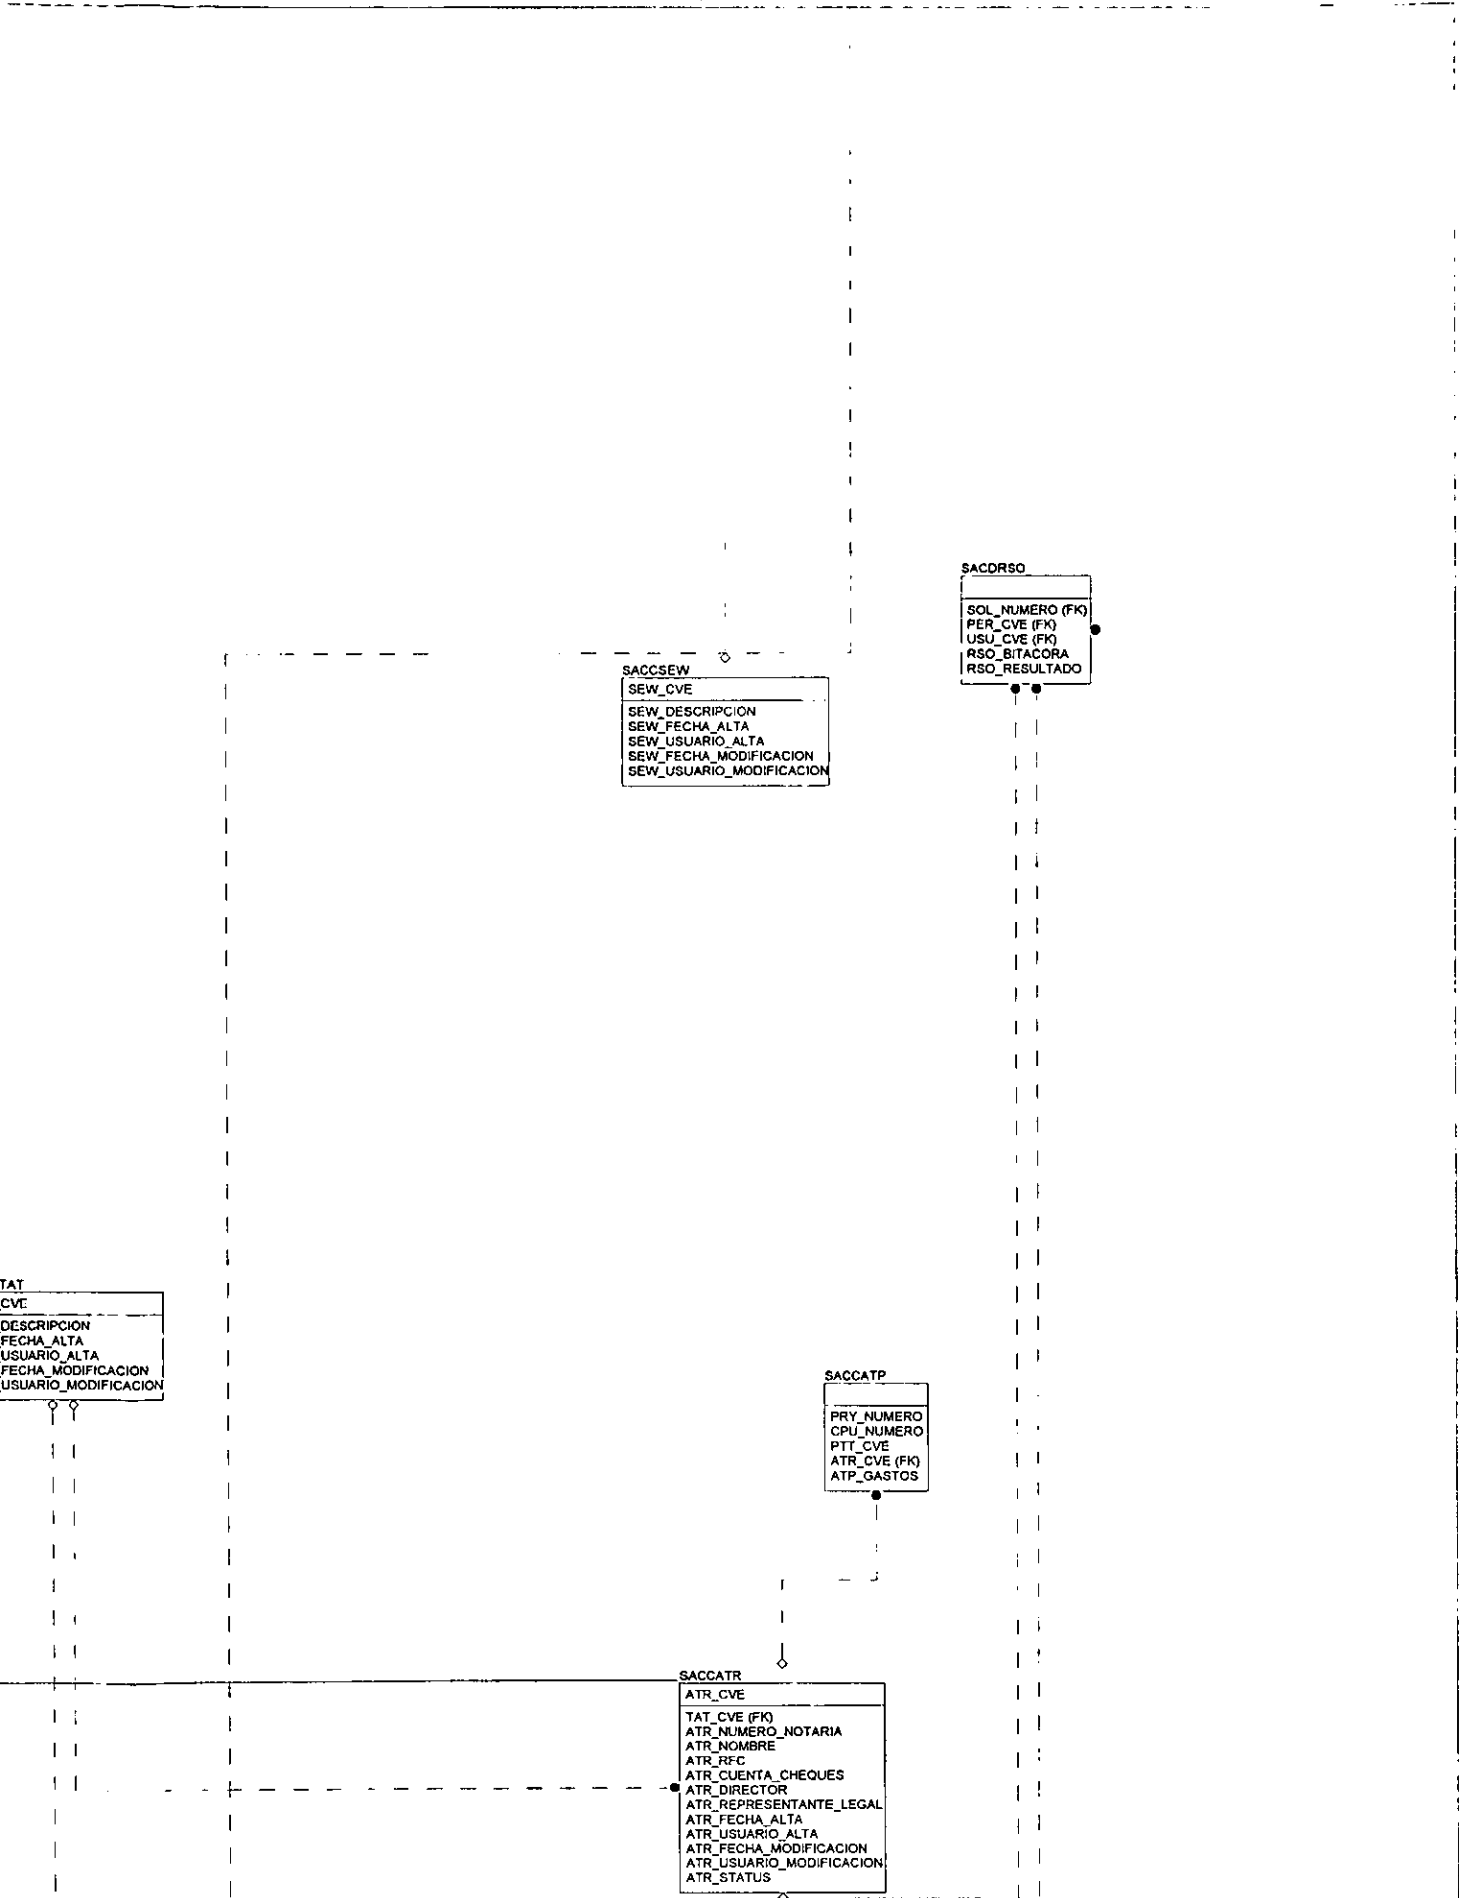 SACDRSO
SOL_NUMERO (FK)
PER_CVE (FK)
USU_CVE (FK)
RSO_BITACORA
RSO_RESULTADO
SACCSEW
SEW_CVE
SEW_DESCRIPCION
SEW_FECHA_ALTA
SEW_USUARIO_ALTA
SEW_FECHA_MODIFICACION
SEW_USUARIO_MODIFICACION
TAT
CVE
DESCRIPCION
FECHA_ALTA
USUARIO_ALTA
FECHA_MODIFICACION
USUARIO_MODIFICACION
SACCATP
PRY_NUMERO
CPU_NUMERO
PTT_CVE
ATR_CVE (FK)
ATP_GASTOS
SACCATR
ATR_CVE
TAT_CVE (FK)
ATR_NUMERO_NOTARIA
ATR_NOMBRE
ATR_RFC
ATR_CUENTA_CHEQUES
ATR_DIRECTOR
ATR_REPRESENTANTE_LEGAL
ATR_FECHA_ALTA
ATR_USUARIO_ALTA
ATR_FECHA_MODIFICACION
ATR_USUARIO_MODIFICACION
ATR_STATUS